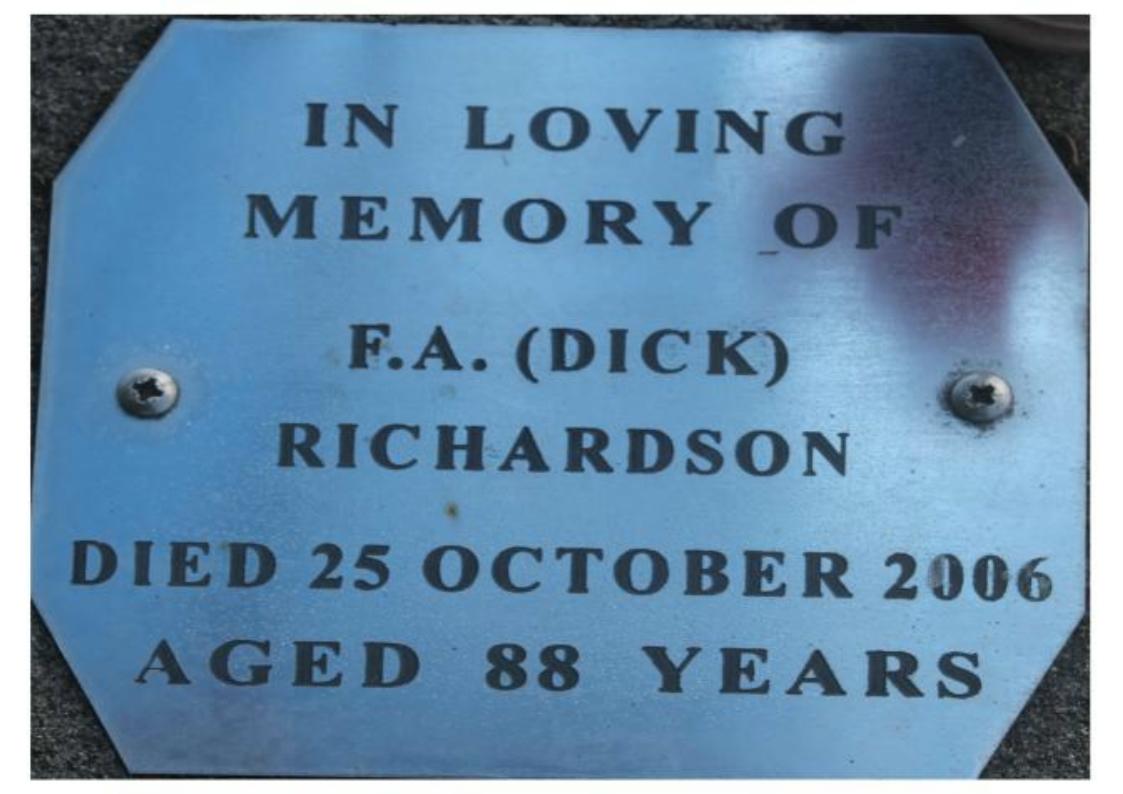 IN LOVING
MEMORY OF
F.A. (DICK)
RICHARDSON
DIED 25 OCTOBER 2006
AGED 88 YEARS